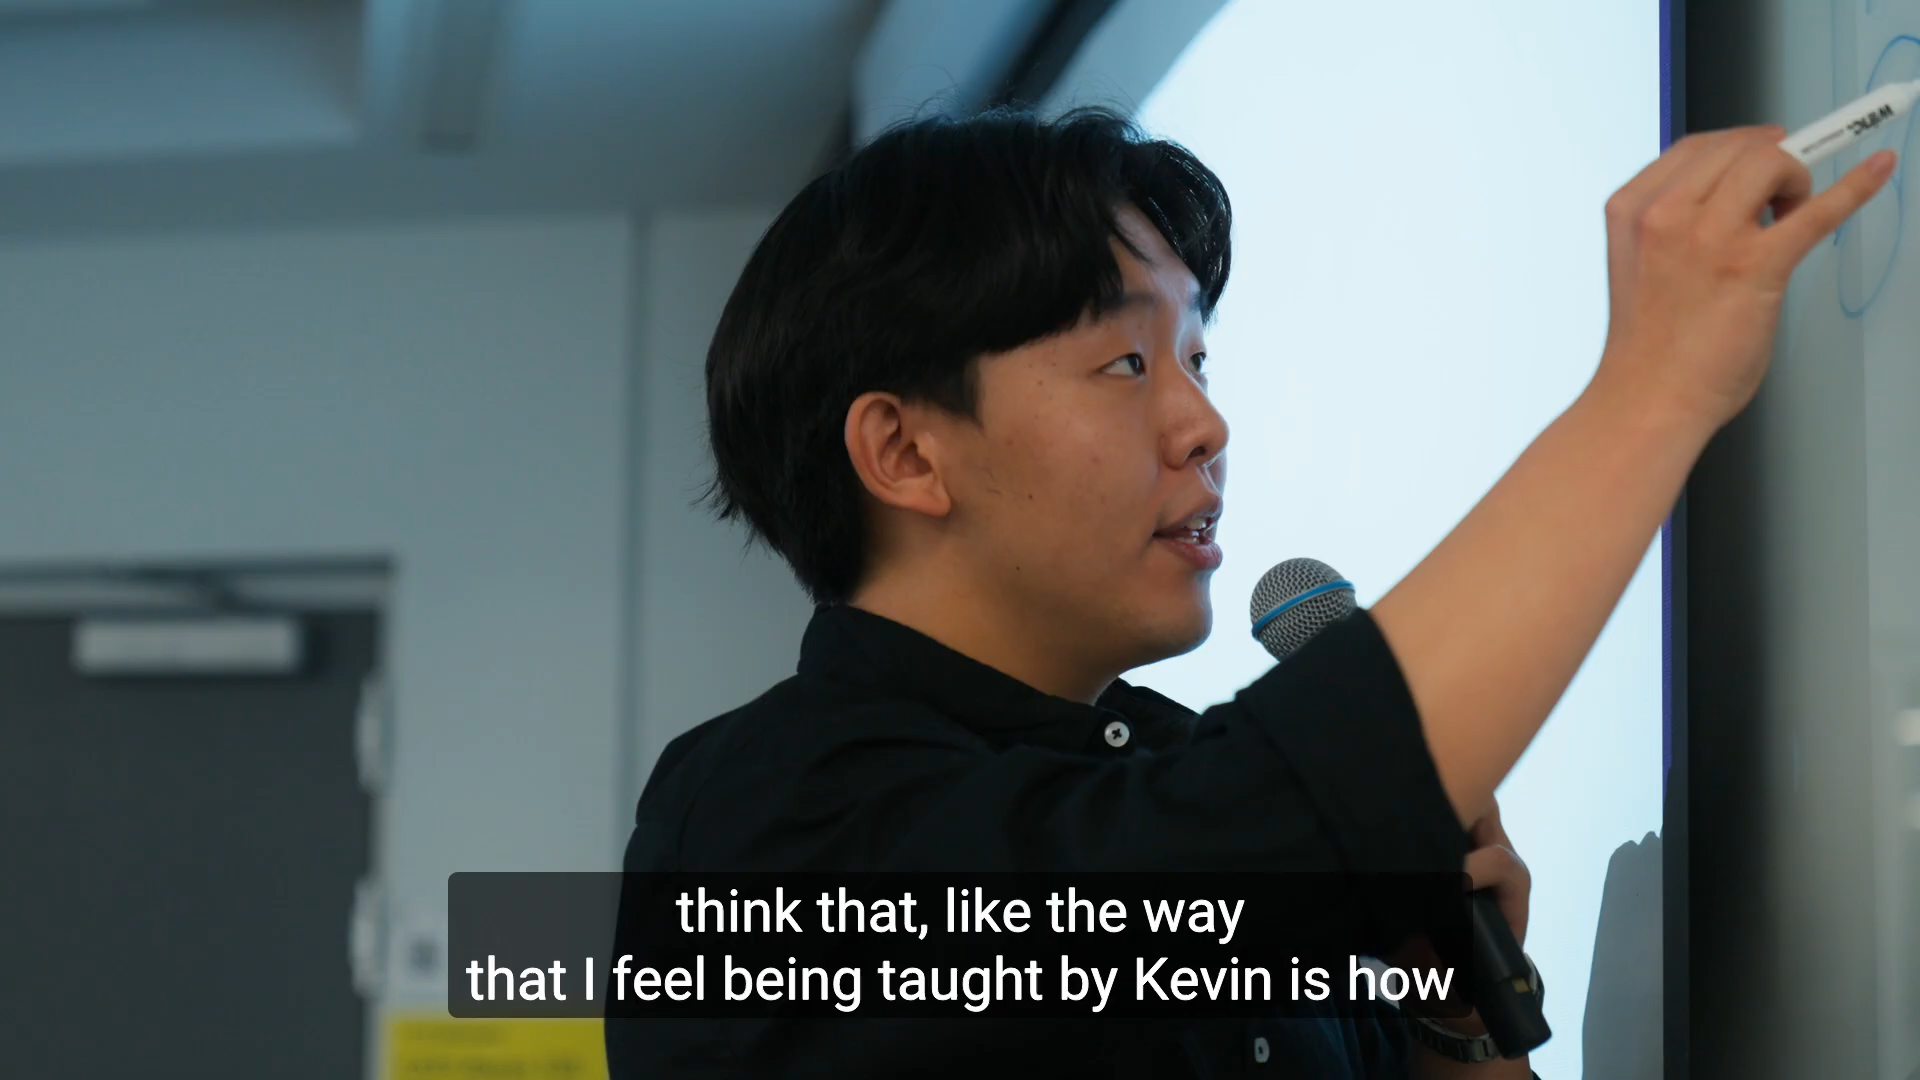 think that, like the way
that I feel being taught by Kevin is how